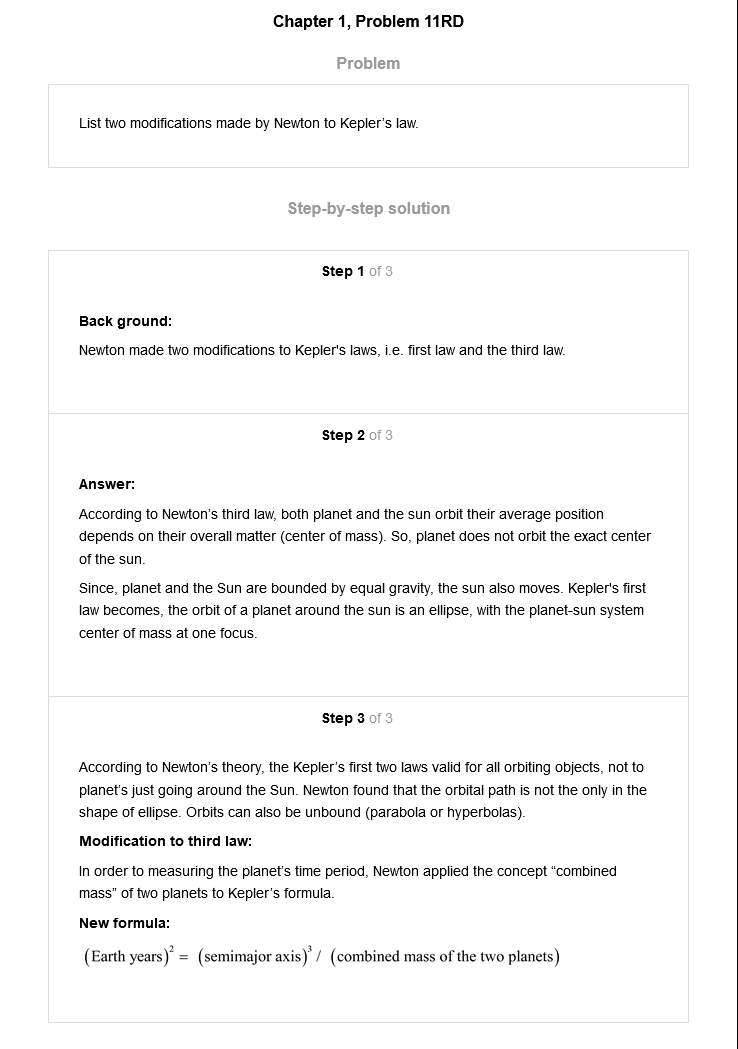 Chapter 1, Problem 11RD
Problem
List two modifications made by Newton to Kepler's law.
Step-by-step solution
Step 1 of 3
Back ground:
Newton made two modifications to Kepler's laws, i.e. first law and the third law.
Step 2 of 3
Answer:
According to Newton's third law, both planet and the sun orbit their average position
depends on their overall matter (center of mass). So, planet does not orbit the exact center
of the sun.
Since, planet and the Sun are bounded by equal gravity, the sun also moves. Kepler's first
law becomes, the orbit of a planet around the sun is an ellipse, with the planet-sun system
center of mass at one focus.
Step 3 of 3
According to Newton's theory, the Kepler's first two laws valid for all orbiting objects, not to
planet's just going around the Sun. Newton found that the orbital path is not the only in the
shape of ellipse. Orbits can also be unbound (parabola or hyperbolas).
Modification to third law:
In order to measuring the planet's time period, Newton applied the concept “combined
mass” of two planets to Kepler's formula.
New formula:
(Earth years)² = (semimajor axis)³ / (combined mass of the two planets)